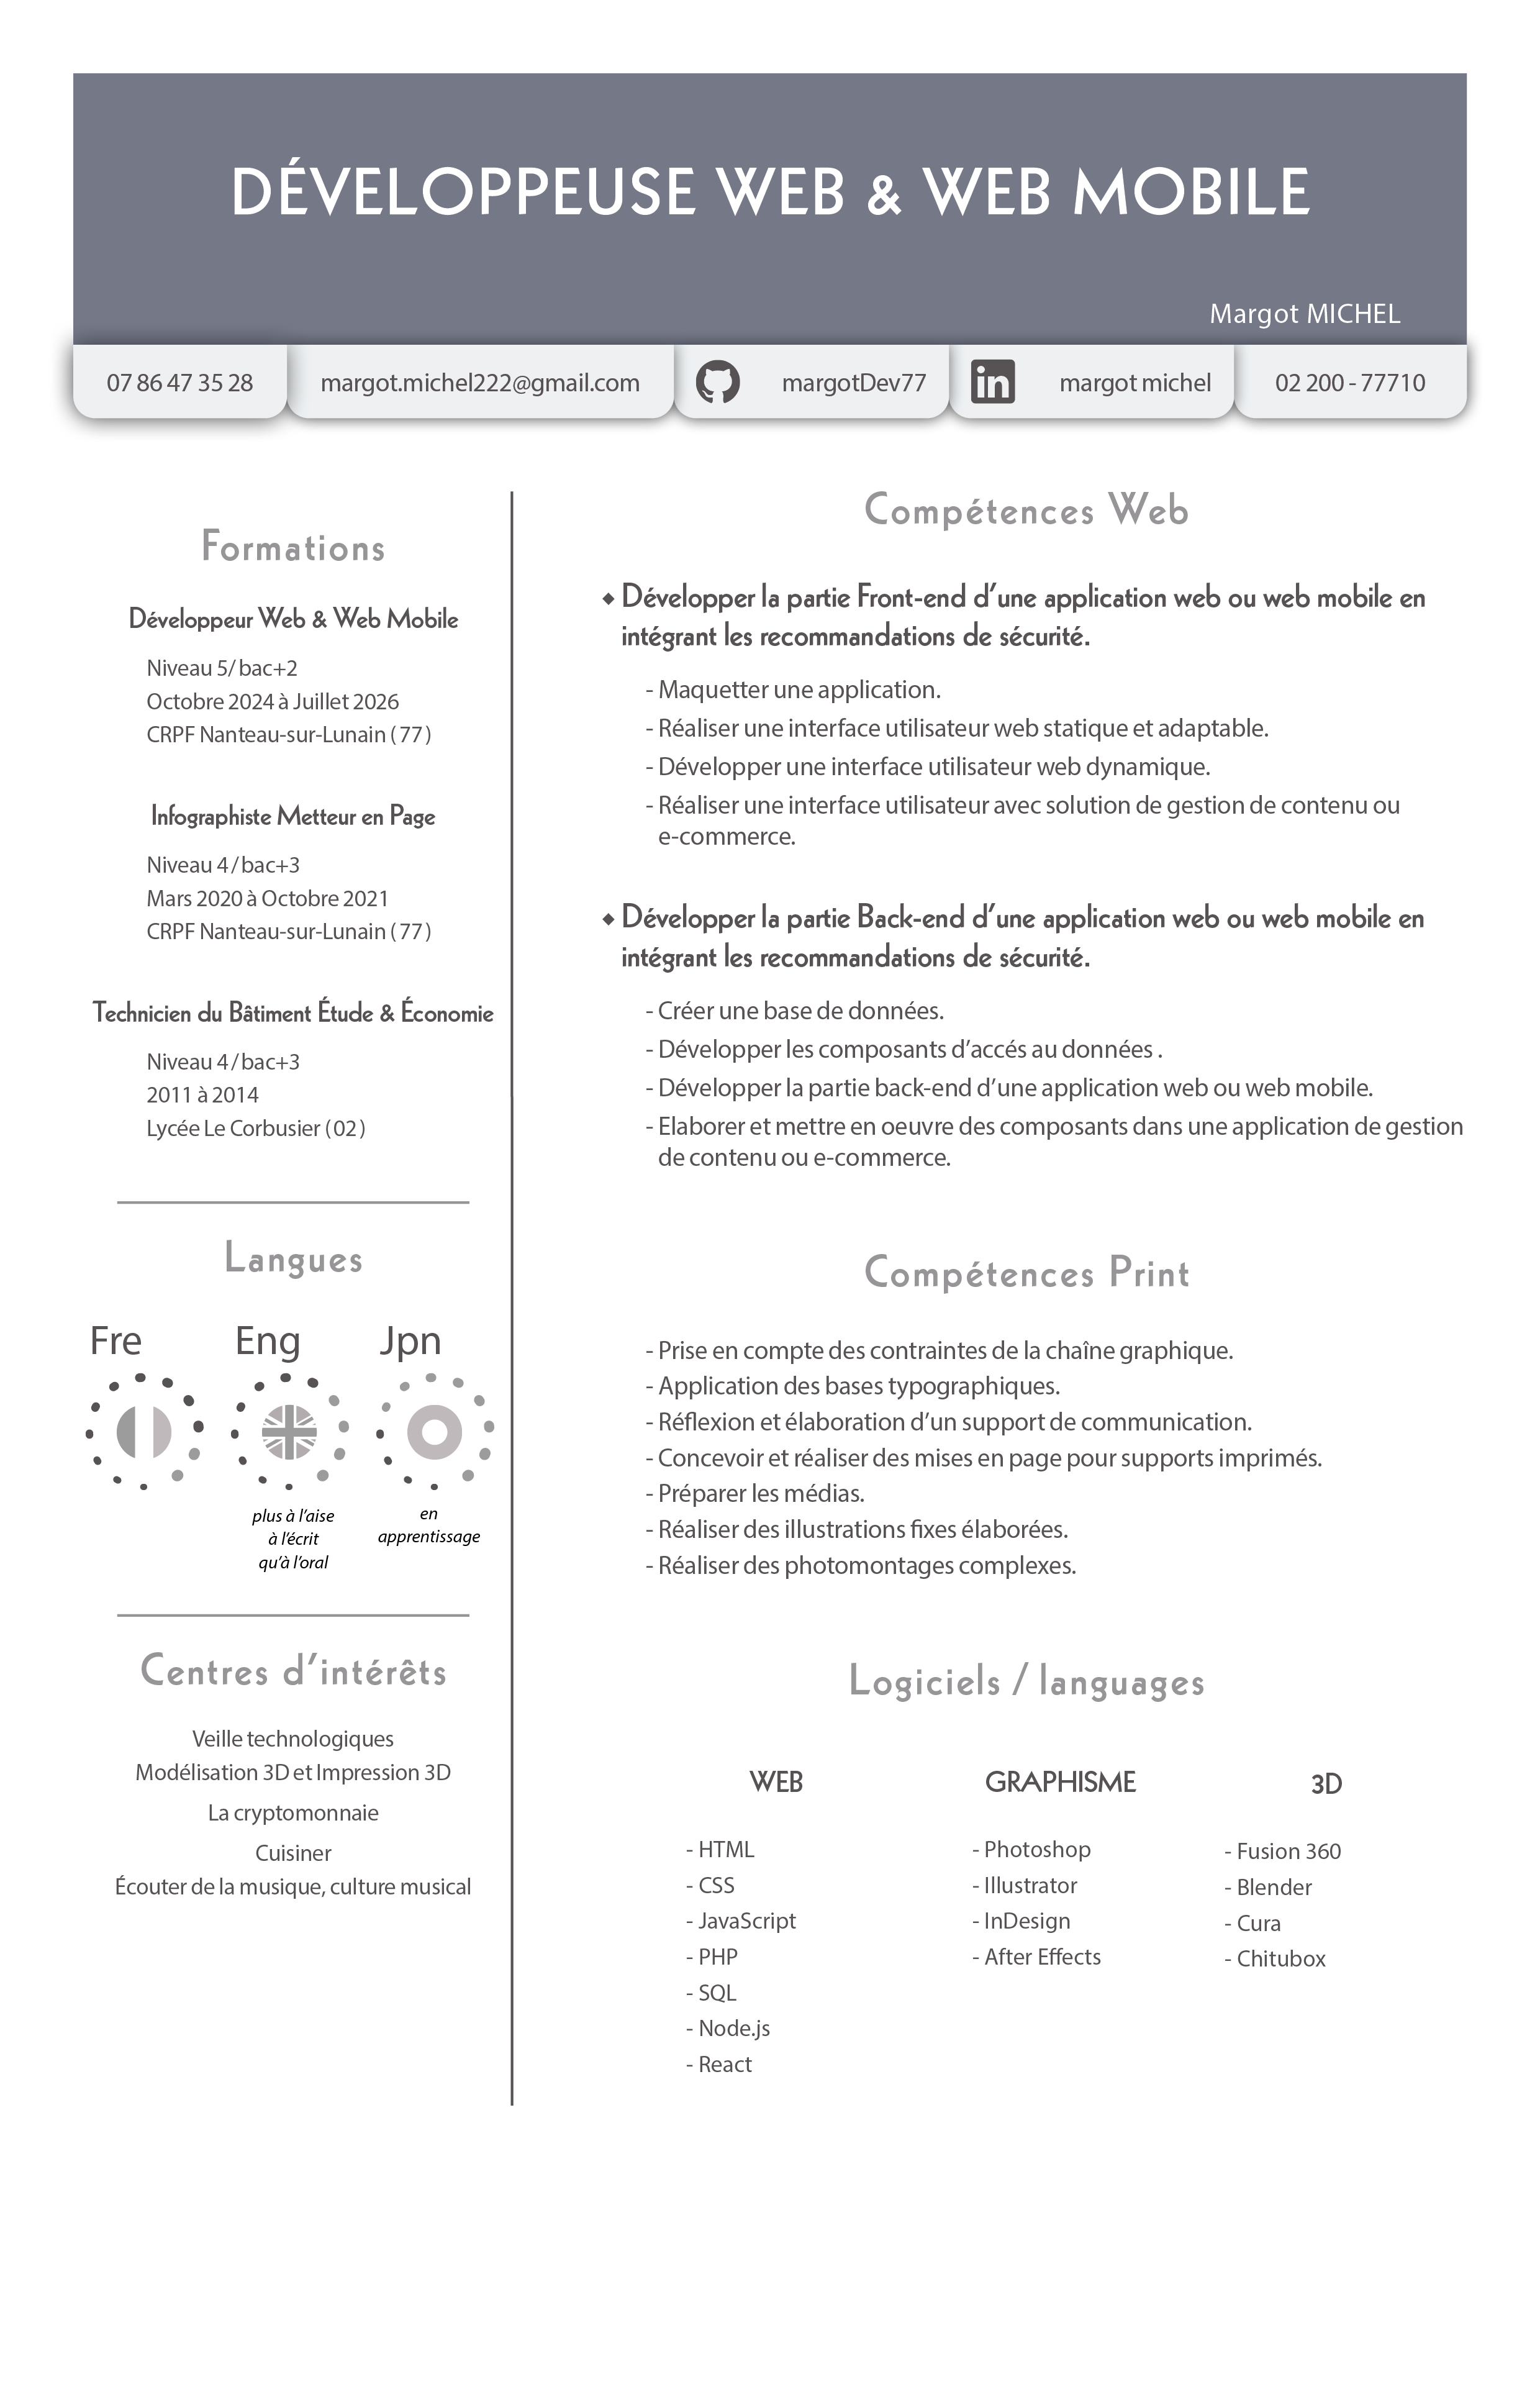 DÉVELOPPEUSE WEB & WEB MOBILE
Margot MICHEL
07 86 47 35 28
margot.michel222@gmail.com
margotDev77
in
margot michel
02 200 - 77710
Formations
Développeur Web & Web Mobile
Niveau 5/ bac+2
Octobre 2024 à Juillet 2026
CRPF Nanteau-sur-Lunain ( 77 )
Infographiste Metteur en Page
Niveau 4 / bac+3
Mars 2020 à Octobre 2021
CRPF Nanteau-sur-Lunain ( 77 )
Technicien du Bâtiment Étude & Économie
Niveau 4 / bac+3
2011 à 2014
Lycée Le Corbusier ( 02 )
Langues
Fre Eng Jpn
plus à l'aise
à l'écrit
qu'à l'oral
en
apprentissage
Centres d'intérêts
Veille technologiques
Modélisation 3D et Impression 3D
La cryptomonnaie
Cuisiner
Écouter de la musique, culture musical
Compétences Web
◆ Développer la partie Front-end d'une application web ou web mobile en
intégrant les recommandations de sécurité.
- Maquetter une application.
- Réaliser une interface utilisateur web statique et adaptable.
- Développer une interface utilisateur web dynamique.
- Réaliser une interface utilisateur avec solution de gestion de contenu ou
e-commerce.
◆ Développer la partie Back-end d'une application web ou web mobile en
intégrant les recommandations de sécurité.
- Créer une base de données.
- Développer les composants d'accés au données .
- Développer la partie back-end d'une application web ou web mobile.
- Elaborer et mettre en oeuvre des composants dans une application de gestion
de contenu ou e-commerce.
Compétences Print
- Prise en compte des contraintes de la chaîne graphique.
- Application des bases typographiques.
- Réflexion et élaboration d'un support de communication.
- Concevoir et réaliser des mises en page pour supports imprimés.
- Préparer les médias.
- Réaliser des illustrations fixes élaborées.
- Réaliser des photomontages complexes.
Logiciels / languages
WEB
- HTML
- CSS
- JavaScript
- PHP
- SQL
- Node.js
- React
GRAPHISME
- Photoshop
- Illustrator
- InDesign
- After Effects
3D
- Fusion 360
- Blender
- Cura
- Chitubox